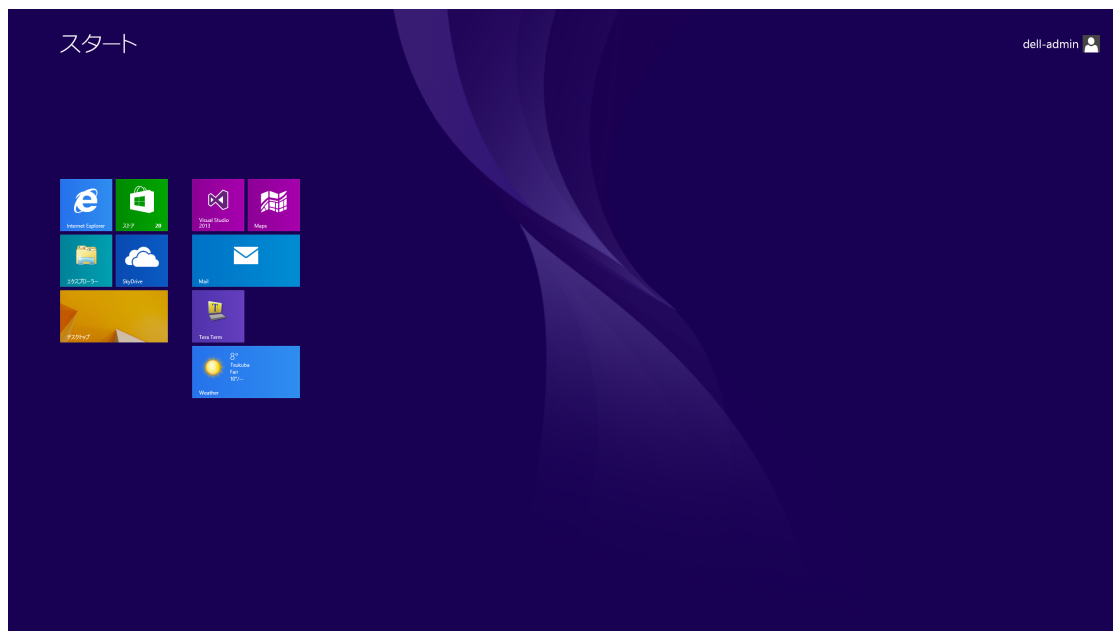 スタート
dell-admin
Internet Explorer
ストア 20
Visual Studio
2013
Maps
エクスプローラー
SkyDrive
Mail
デスクトップ
Tera Term
8°
Tsukuba
Fair
10°/--
Weather